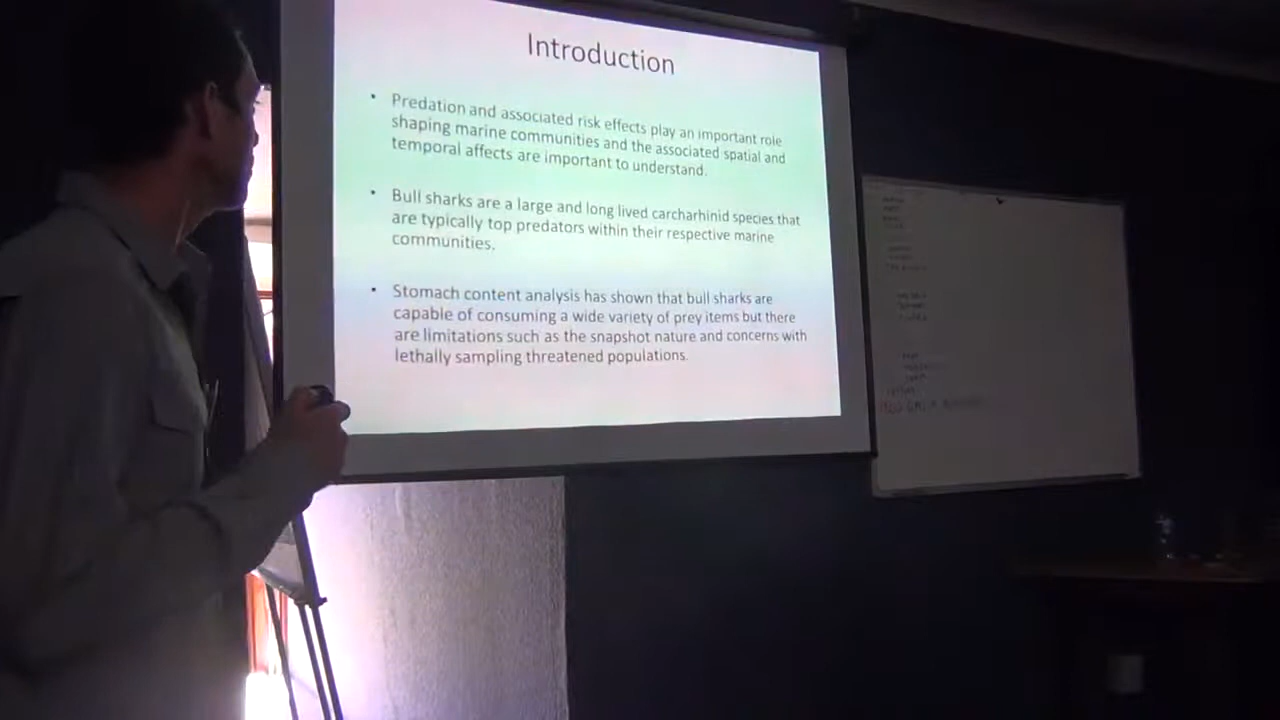 Introduction
• Predation and associated risk effects play an important role
shaping marine communities and the associated spatial and
temporal affects are important to understand.
• Bull sharks are a large and long lived carcharhinid species that
are typically top predators within their respective marine
communities.
• Stomach content analysis has shown that bull sharks are
capable of consuming a wide variety of prey items but there
are limitations such as the snapshot nature and concerns with
lethally sampling threatened populations.